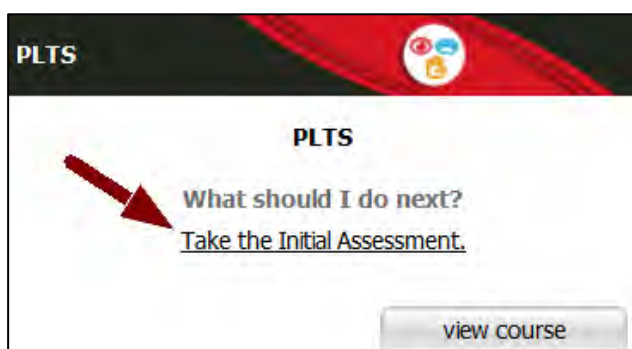 PLTS
PLTS
What should I do next?
Take the Initial Assessment.
view course